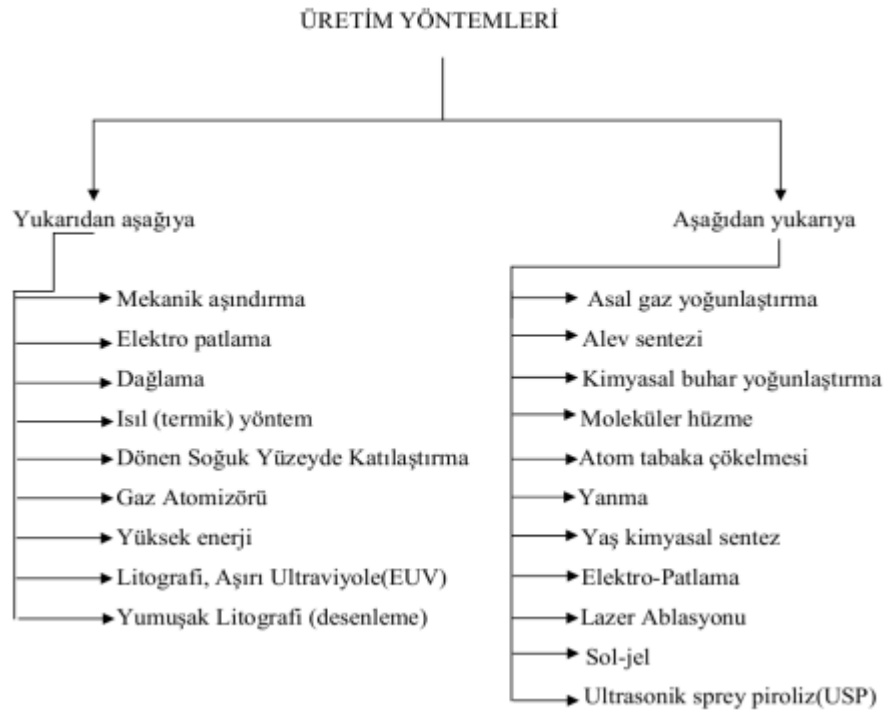 ÜRETİM YÖNTEMLERİ
Yukarıdan aşağıya
Mekanik aşındırma
Elektro patlama
Dağlama
Isıl (termik) yöntem
Dönen Soğuk Yüzeyde Katılaştırma
Gaz Atomizörü
Yüksek enerji
Litografi, Aşırı Ultraviyole(EUV)
Yumuşak Litografi (desenleme)
Aşağıdan yukarıya
Asal gaz yoğunlaştırma
Alev sentezi
Kimyasal buhar yoğunlaştırma
Moleküler hüzme
Atom tabaka çökelmesi
Yanma
Yaş kimyasal sentez
Elektro-Patlama
Lazer Ablasyonu
Sol-jel
Ultrasonik sprey piroliz(USP)